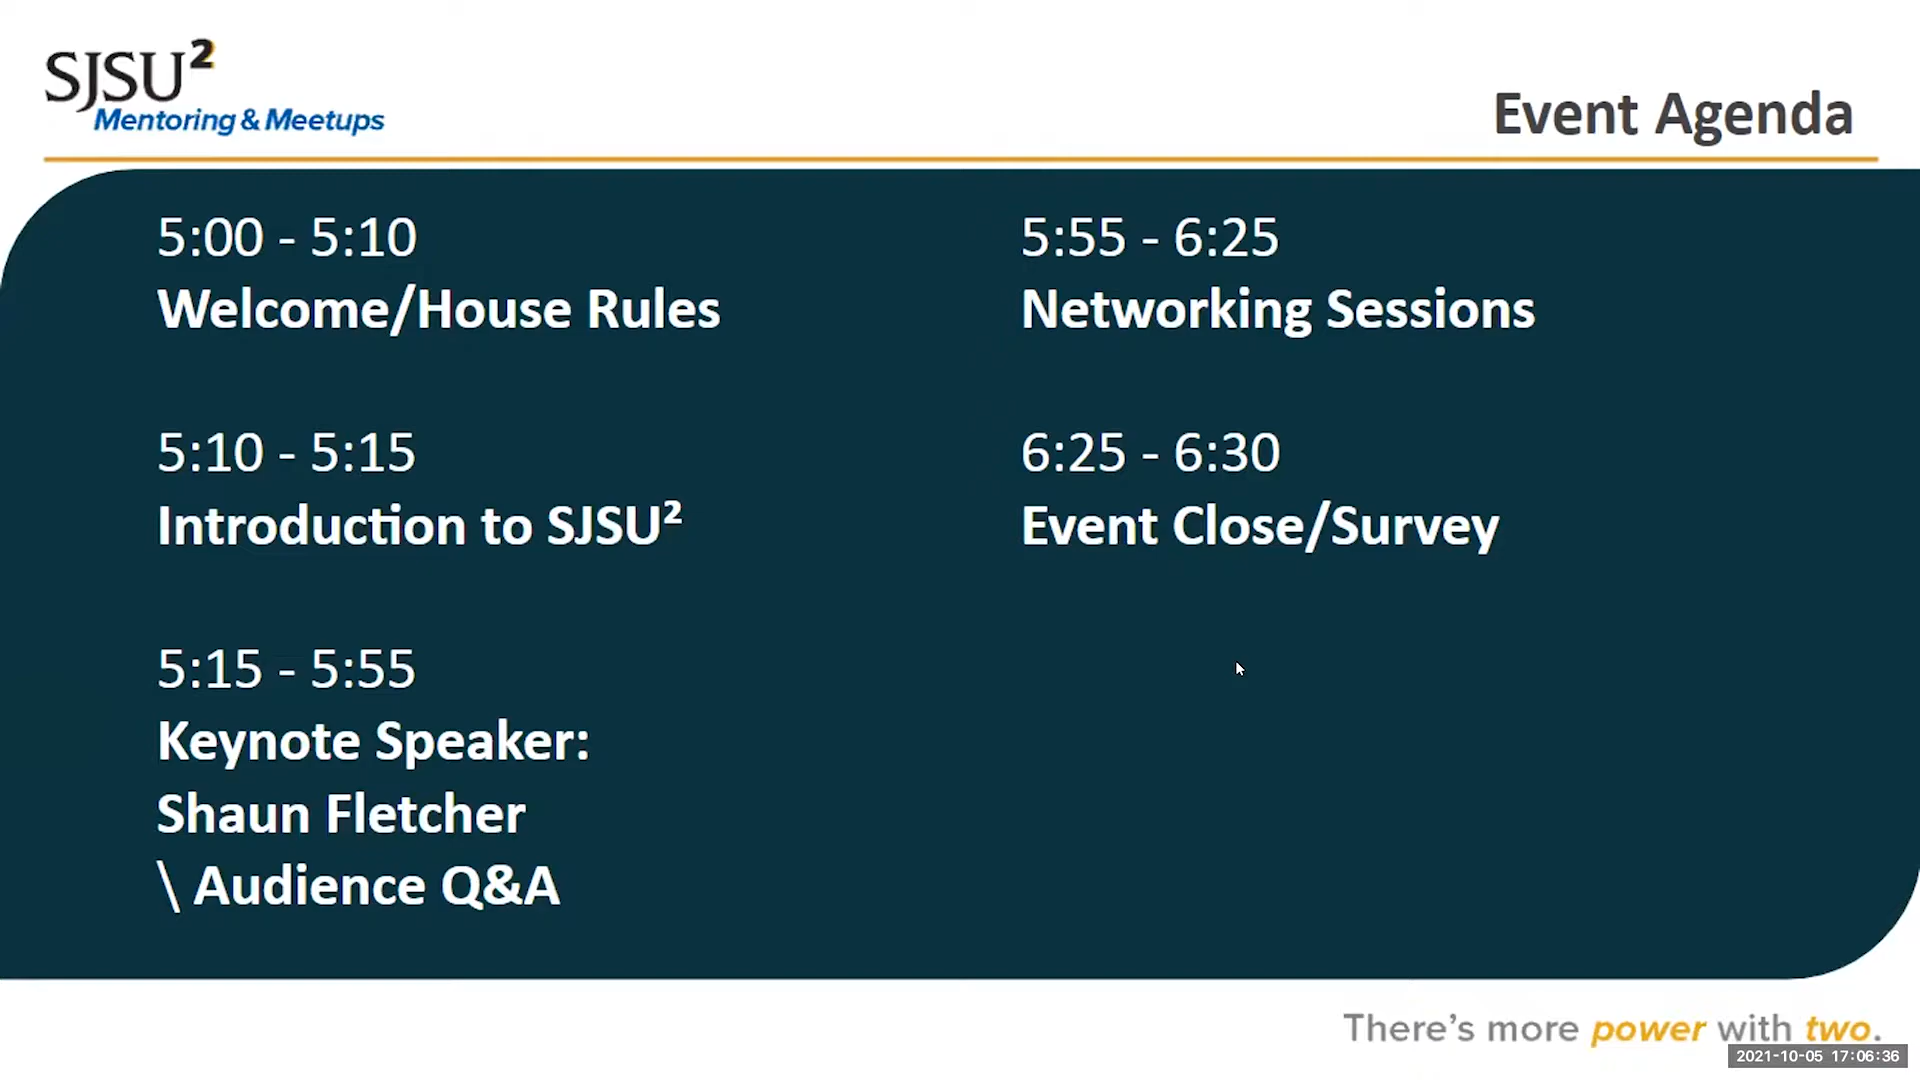 SJSU²
Mentoring & Meetups
Event Agenda
5:00 - 5:10
Welcome/House Rules
5:10 - 5:15
Introduction to SJSU²
5:15 - 5:55
Keynote Speaker:
Shaun Fletcher
\ Audience Q&A
5:55 - 6:25
Networking Sessions
6:25 - 6:30
Event Close/Survey
There's more power with two.
2021-10-05 17:06:36